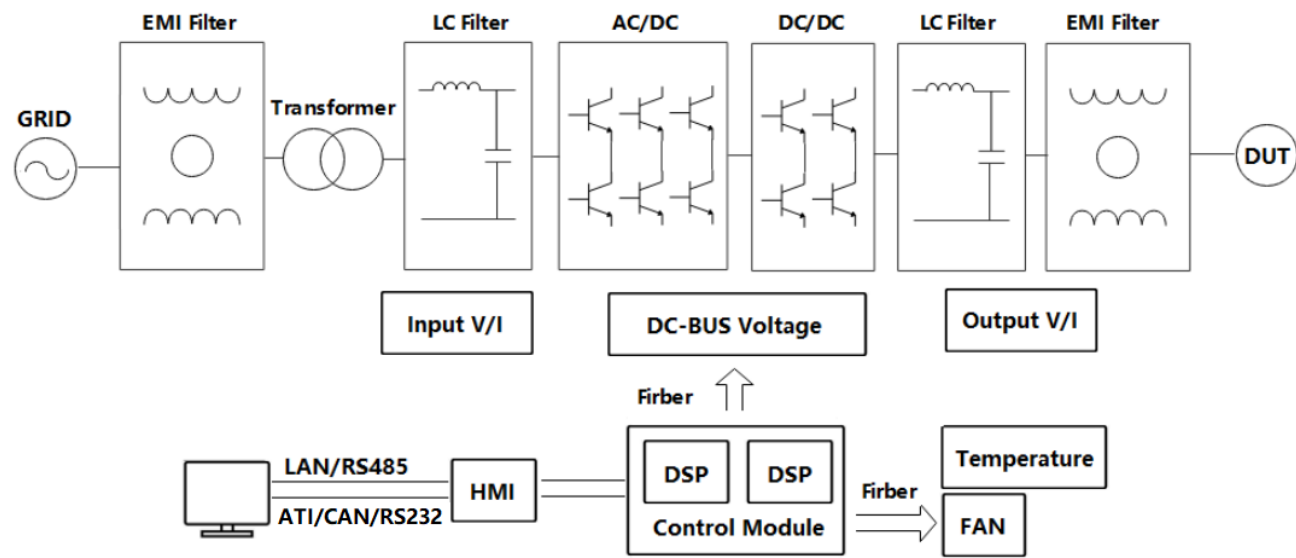 EMI Filter
LC Filter
AC/DC
DC/DC
LC Filter
EMI Filter
GRID
Transformer
DUT
Input V/I
DC-BUS Voltage
Output V/I
Firber
LAN/RS485
ATI/CAN/RS232
HMI
DSP
DSP
Control Module
Firber
Temperature
FAN